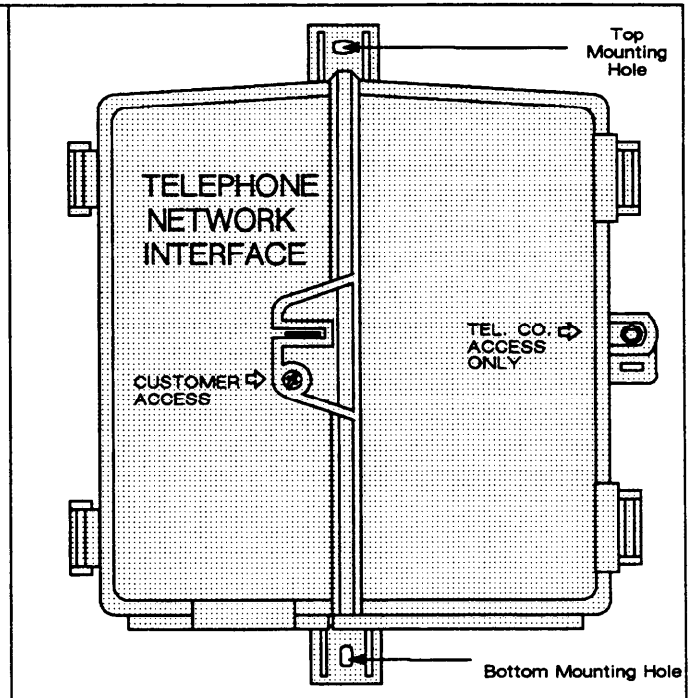 Top
Mounting
Hole
TELEPHONE
NETWORK
INTERFACE
TEL. CO.
ACCESS
ONLY
CUSTOMER
ACCESS
Bottom Mounting Hole